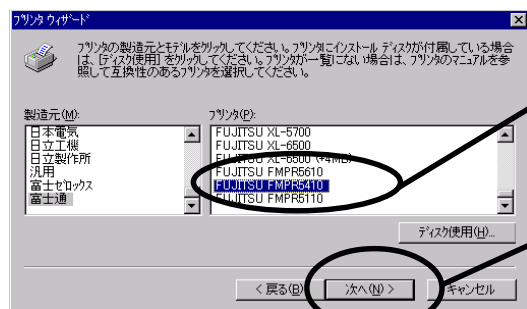 プリンタ ウィザード
プリンタの製造元とモデルをクリックしてください。プリンタにインストール ディスクが付属している場合
は、[ディスク使用] をクリックしてください。プリンタが一覧にない場合は、プリンタのマニュアルを参
照して互換性のあるプリンタを選択してください。
製造元(M):
日本電気
日立工機
日立製作所
汎用
富士ゼロックス
富士通
プリンタ(P):
FUJITSU XL-5700
FUJITSU XL-6500
FUJITSU XL-6500 (+4MB)
FUJITSU FMPR5610
FUJITSU FMPR5410
FUJITSU FMPR5110
ディスク使用(H)...
< 戻る(B)
次へ(N) >
キャンセル